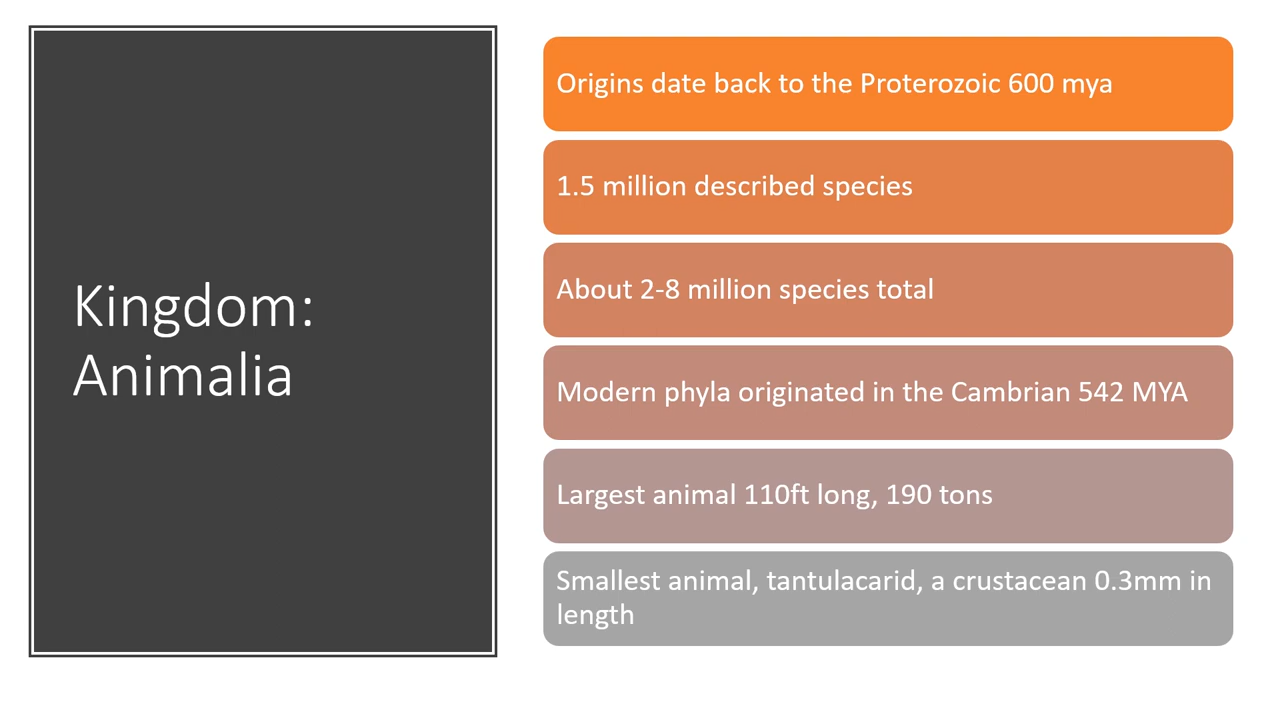 Kingdom:
Animalia
Origins date back to the Proterozoic 600 mya
1.5 million described species
About 2-8 million species total
Modern phyla originated in the Cambrian 542 MYA
Largest animal 110ft long, 190 tons
Smallest animal, tantulacarid, a crustacean 0.3mm in
length